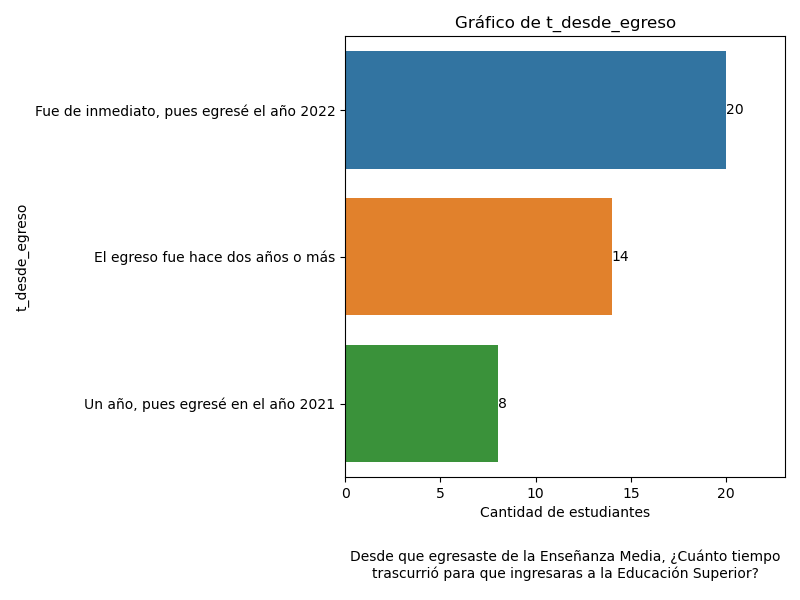 Gráfico de t_desde_egreso
Fue de inmediato, pues egresé el año 2022
20
El egreso fue hace dos años o más
14
Un año, pues egresé en el año 2021
8
t_desde_egreso
0 5 10 15 20
Cantidad de estudiantes
Desde que egresaste de la Enseñanza Media, ¿Cuánto tiempo
trascurrió para que ingresaras a la Educación Superior?